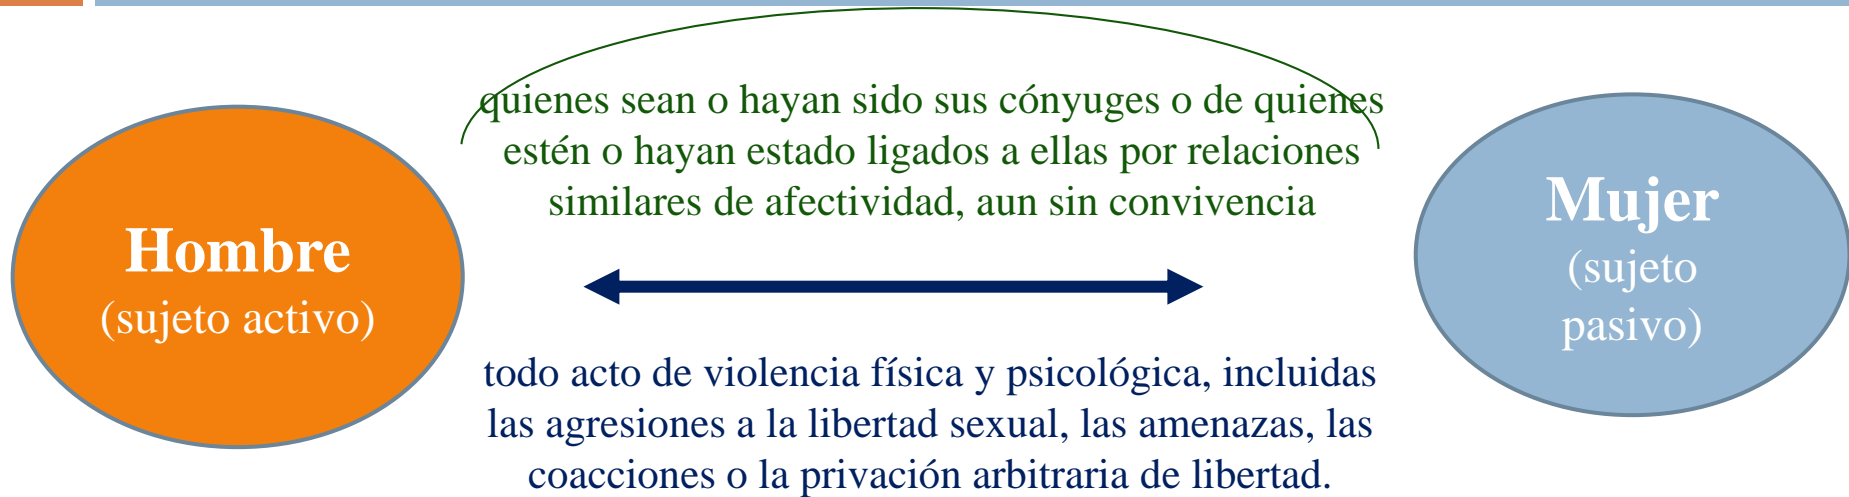 Hombre
(sujeto activo)
quienes sean o hayan sido sus cónyuges o de quienes
estén o hayan estado ligados a ellas por relaciones
similares de afectividad, aun sin convivencia
todo acto de violencia física y psicológica, incluidas
las agresiones a la libertad sexual, las amenazas, las
coacciones o la privación arbitraria de libertad.
Mujer
(sujeto
pasivo)